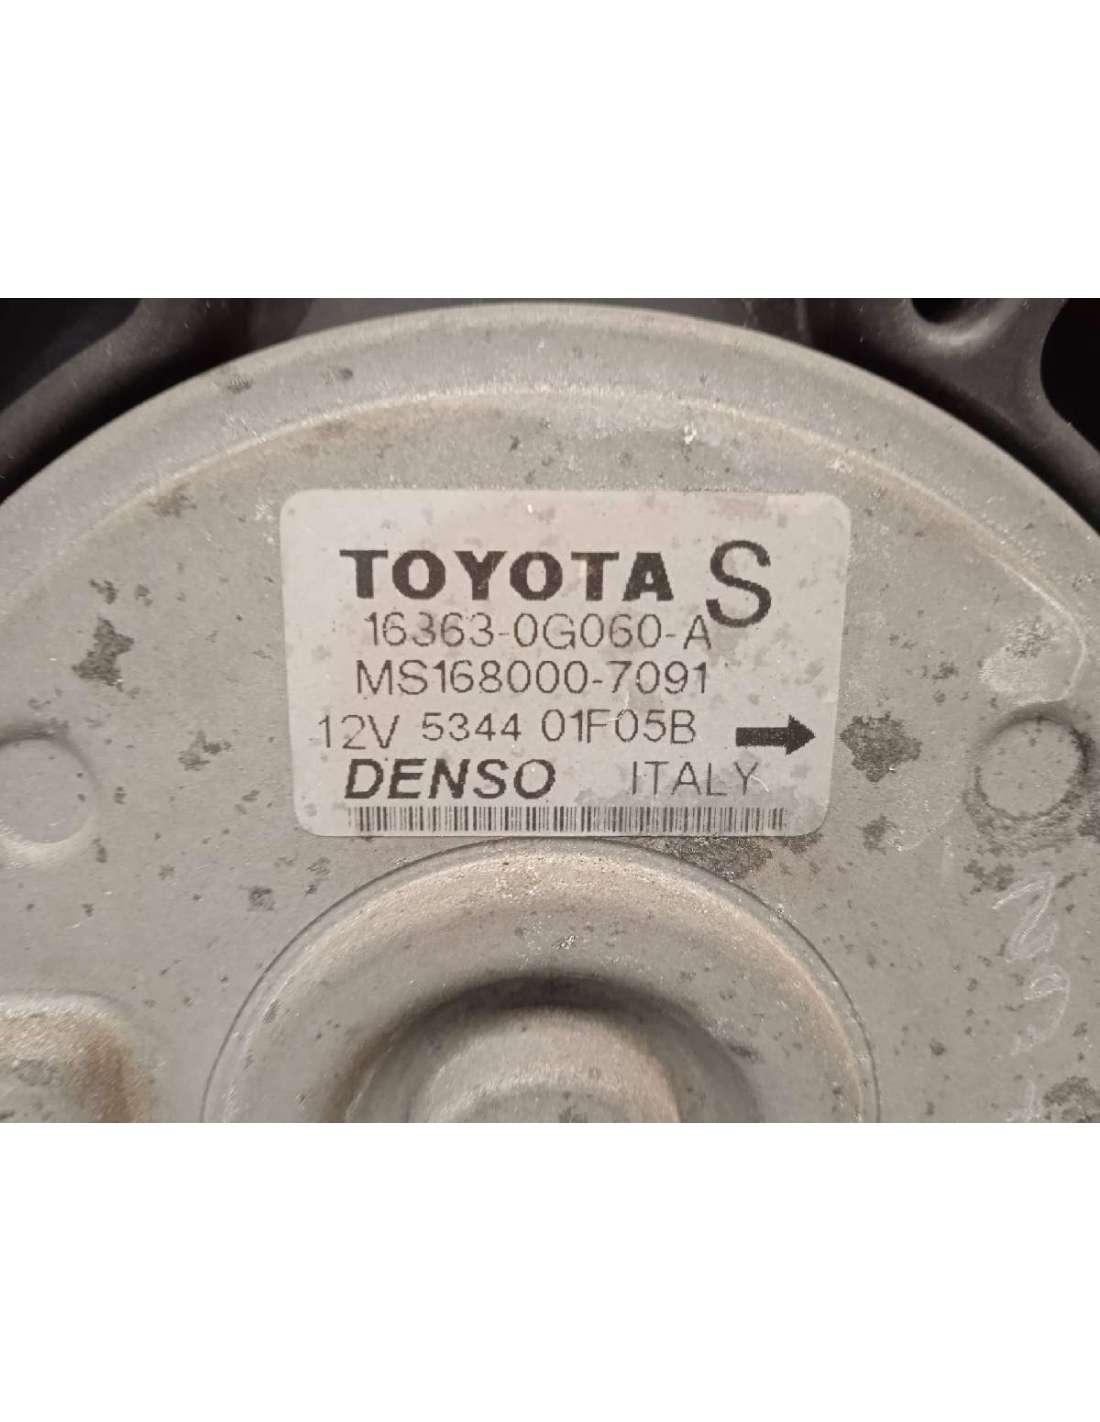 TOYOTA S
16363-0G060-A
MS168000-7091
12V 5344 01F05B
DENSO ITALY